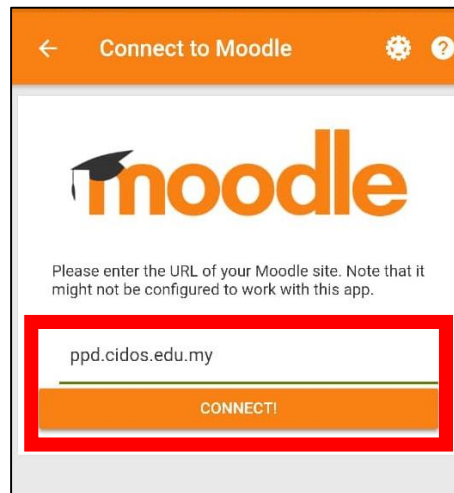 Connect to Moodle
moodle
Please enter the URL of your Moodle site. Note that it
might not be configured to work with this app.
ppd.cidos.edu.my
CONNECT!